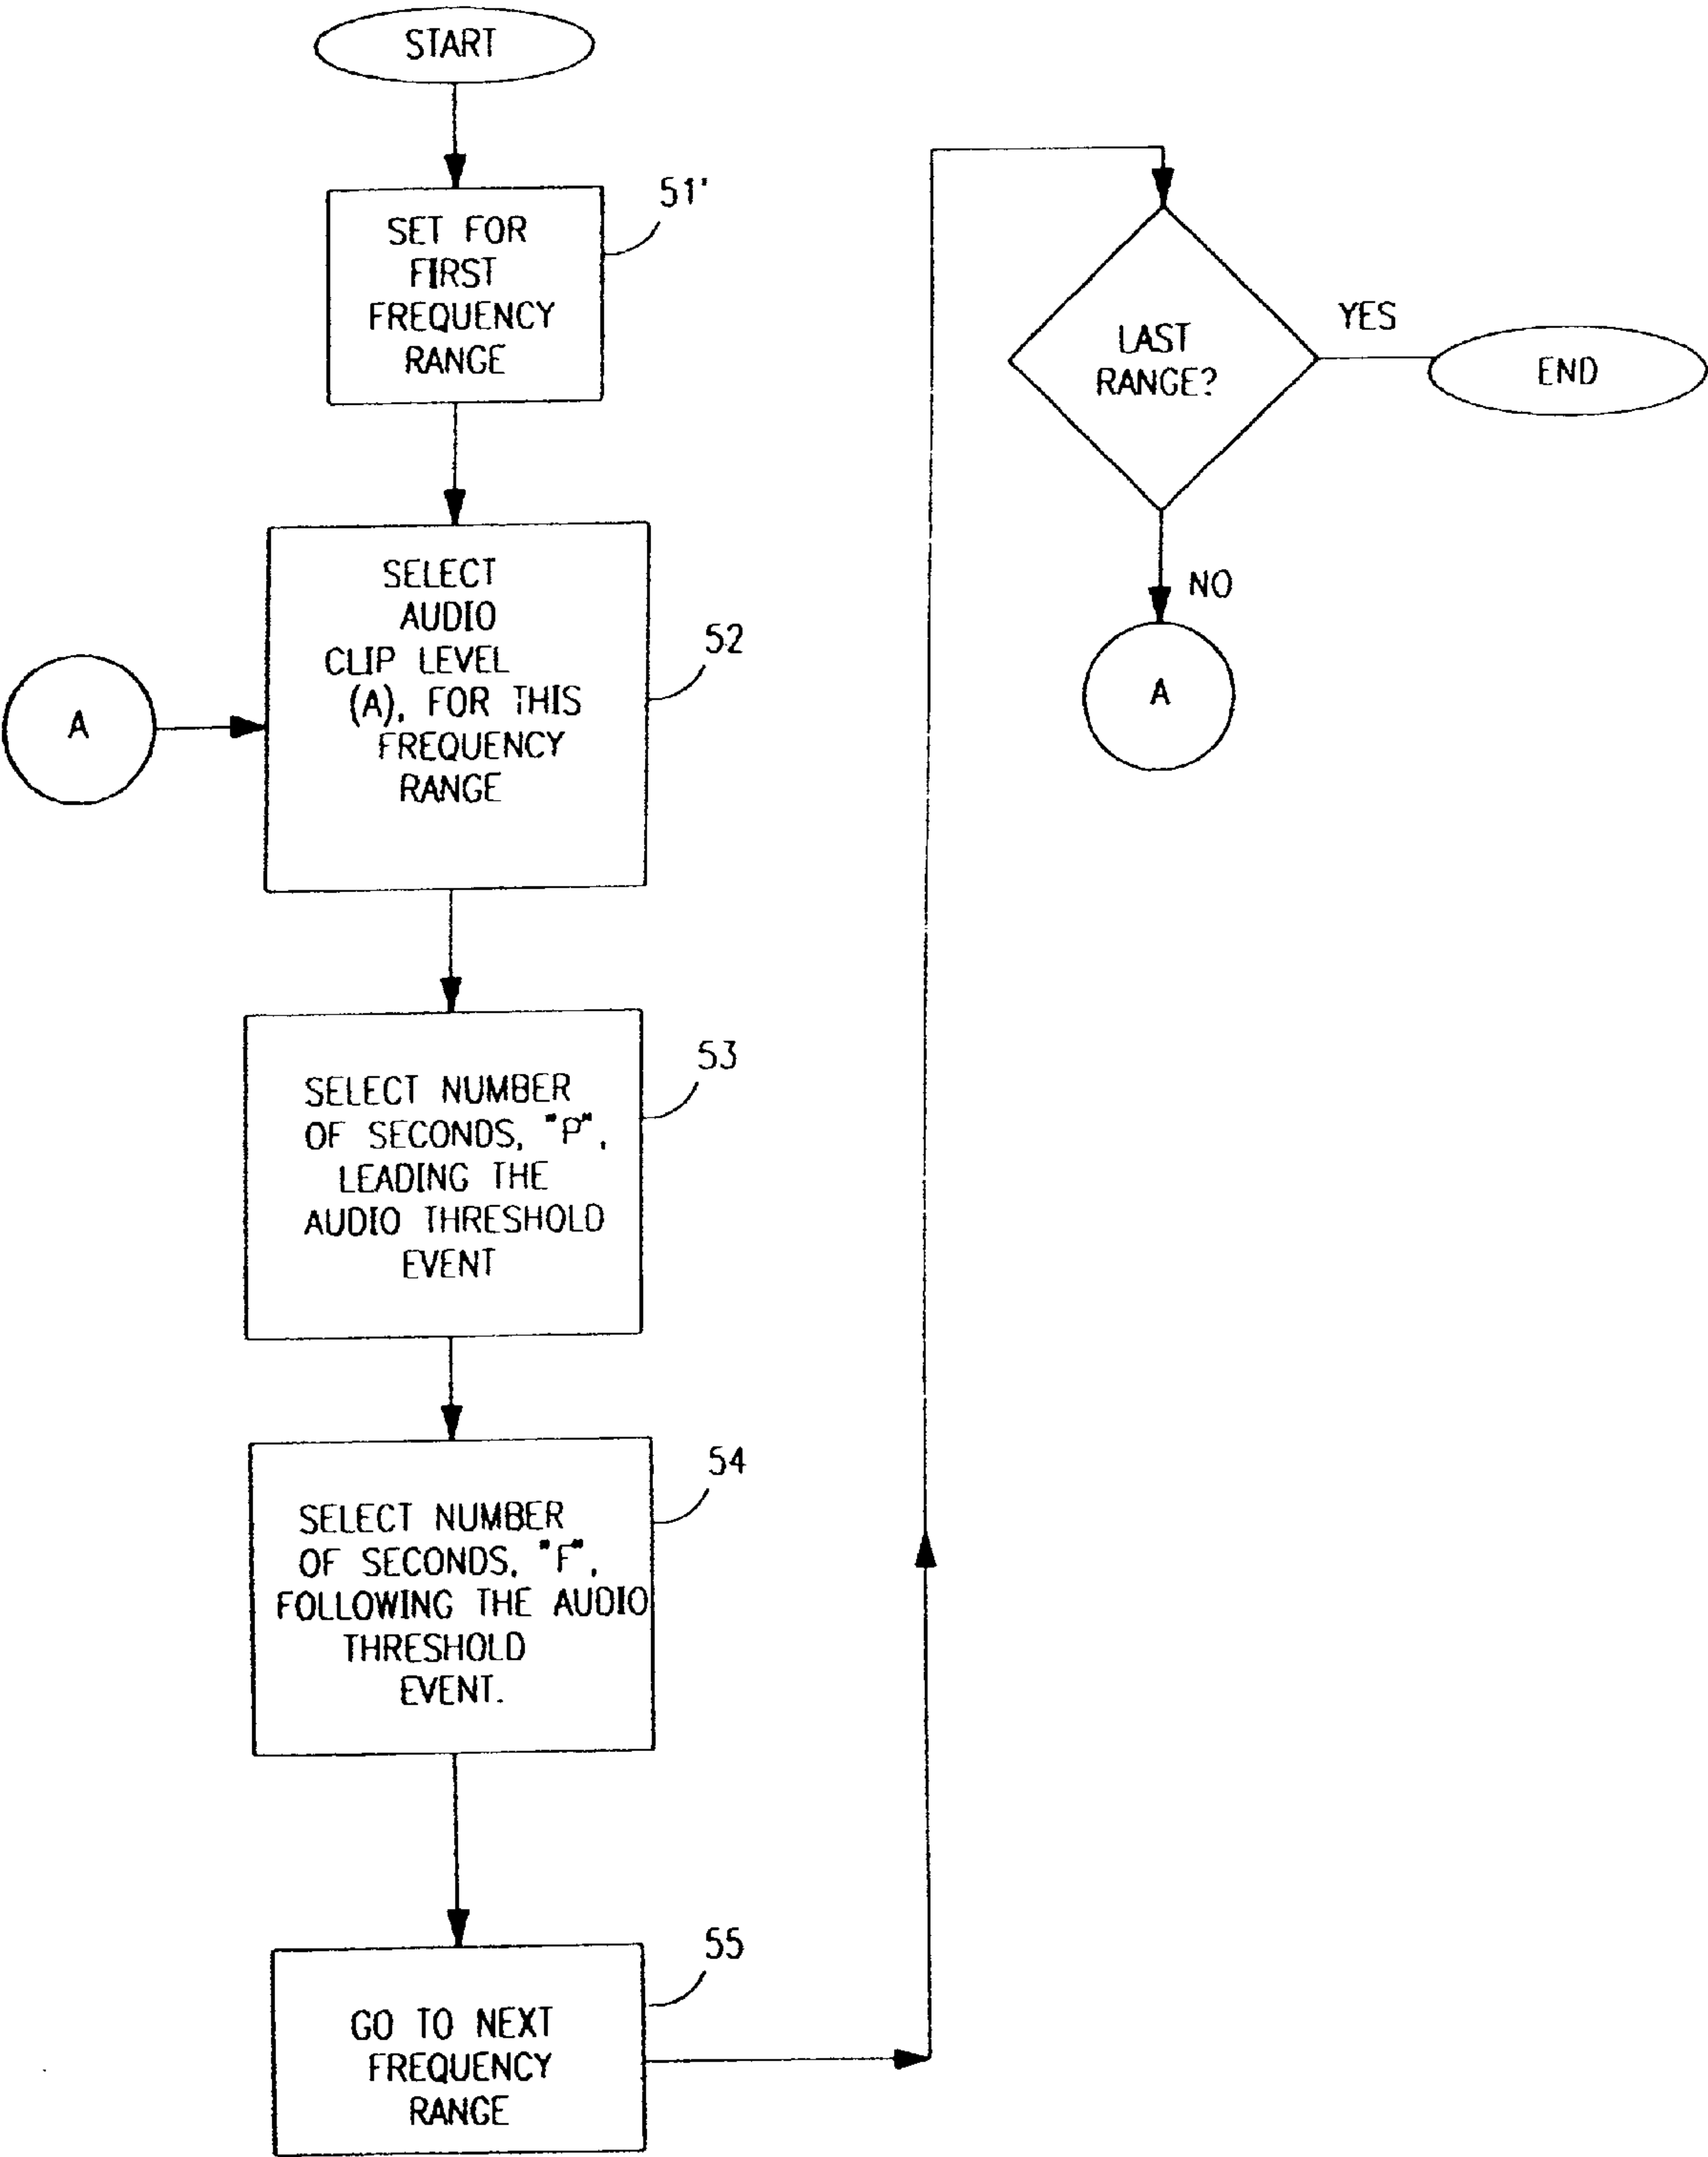 START
51'
SET FOR
FIRST
FREQUENCY
RANGE
SELECT
AUDIO
CLIP LEVEL
(A), FOR THIS
FREQUENCY
RANGE
52
A
53
SELECT NUMBER
OF SECONDS, "P",
LEADING THE
AUDIO THRESHOLD
EVENT
54
SELECT NUMBER
OF SECONDS, "F",
FOLLOWING THE AUDIO
THRESHOLD
EVENT.
55
GO TO NEXT
FREQUENCY
RANGE
LAST
RANGE?
YES
END
NO
A